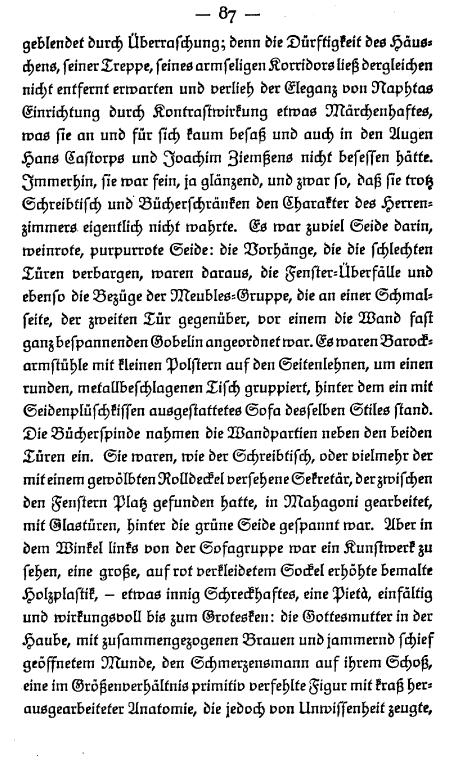 — 87 —
geblendet durch Überraschung; denn die Dürftigkeit des Häus-
chens, seiner Treppe, seines armseligen Korridors ließ dergleichen
nicht entfernt erwarten und verlieh der Eleganz von Naphtas
Einrichtung durch Kontrastwirkung etwas Märchenhaftes,
was sie an und für sich kaum besaß und auch in den Augen
Hans Castorps und Joachim Ziemßens nicht besessen hätte.
Immerhin, sie war fein, ja glänzend, und zwar so, daß sie trotz
Schreibtisch und Bücherschränken den Charakter des Herren-
zimmers eigentlich nicht wahrte. Es war zuviel Seide darin,
weinrote, purpurrote Seide: die Vorhänge, die die schlechten
Türen verbargen, waren daraus, die Fenster-Überfälle und
ebenso die Bezüge der Meubles-Gruppe, die an einer Schmal-
seite, der zweiten Tür gegenüber, vor einem die Wand fast
ganz bespannenden Gobelin angeordnet war. Es waren Barock-
armstühle mit kleinen Polstern auf den Seitenlehnen, um einen
runden, metallbeschlagenen Tisch gruppiert, hinter dem ein mit
Seidenplüschkissen ausgestattetes Sofa desselben Stiles stand.
Die Bücherspinde nahmen die Wandpartien neben den beiden
Türen ein. Sie waren, wie der Schreibtisch, oder vielmehr der
mit einem gewölbten Rolldeckel versehene Sekretär, der zwischen
den Fenstern Platz gefunden hatte, in Mahagoni gearbeitet,
mit Glastüren, hinter die grüne Seide gespannt war. Aber in
dem Winkel links von der Sofagruppe war ein Kunstwerk zu
sehen, eine große, auf rot verkleidetem Sockel erhöhte bemalte
Holzplastik, – etwas innig Schreckhaftes, eine Pietà, einfältig
und wirkungsvoll bis zum Grotesken: die Gottesmutter in der
Haube, mit zusammengezogenen Brauen und jammernd schief
geöffnetem Munde, den Schmerzensmann auf ihrem Schoß,
eine im Größenverhältnis primitiv verfehlte Figur mit kraß her-
ausgearbeiteter Anatomie, die jedoch von Unwissenheit zeugte,